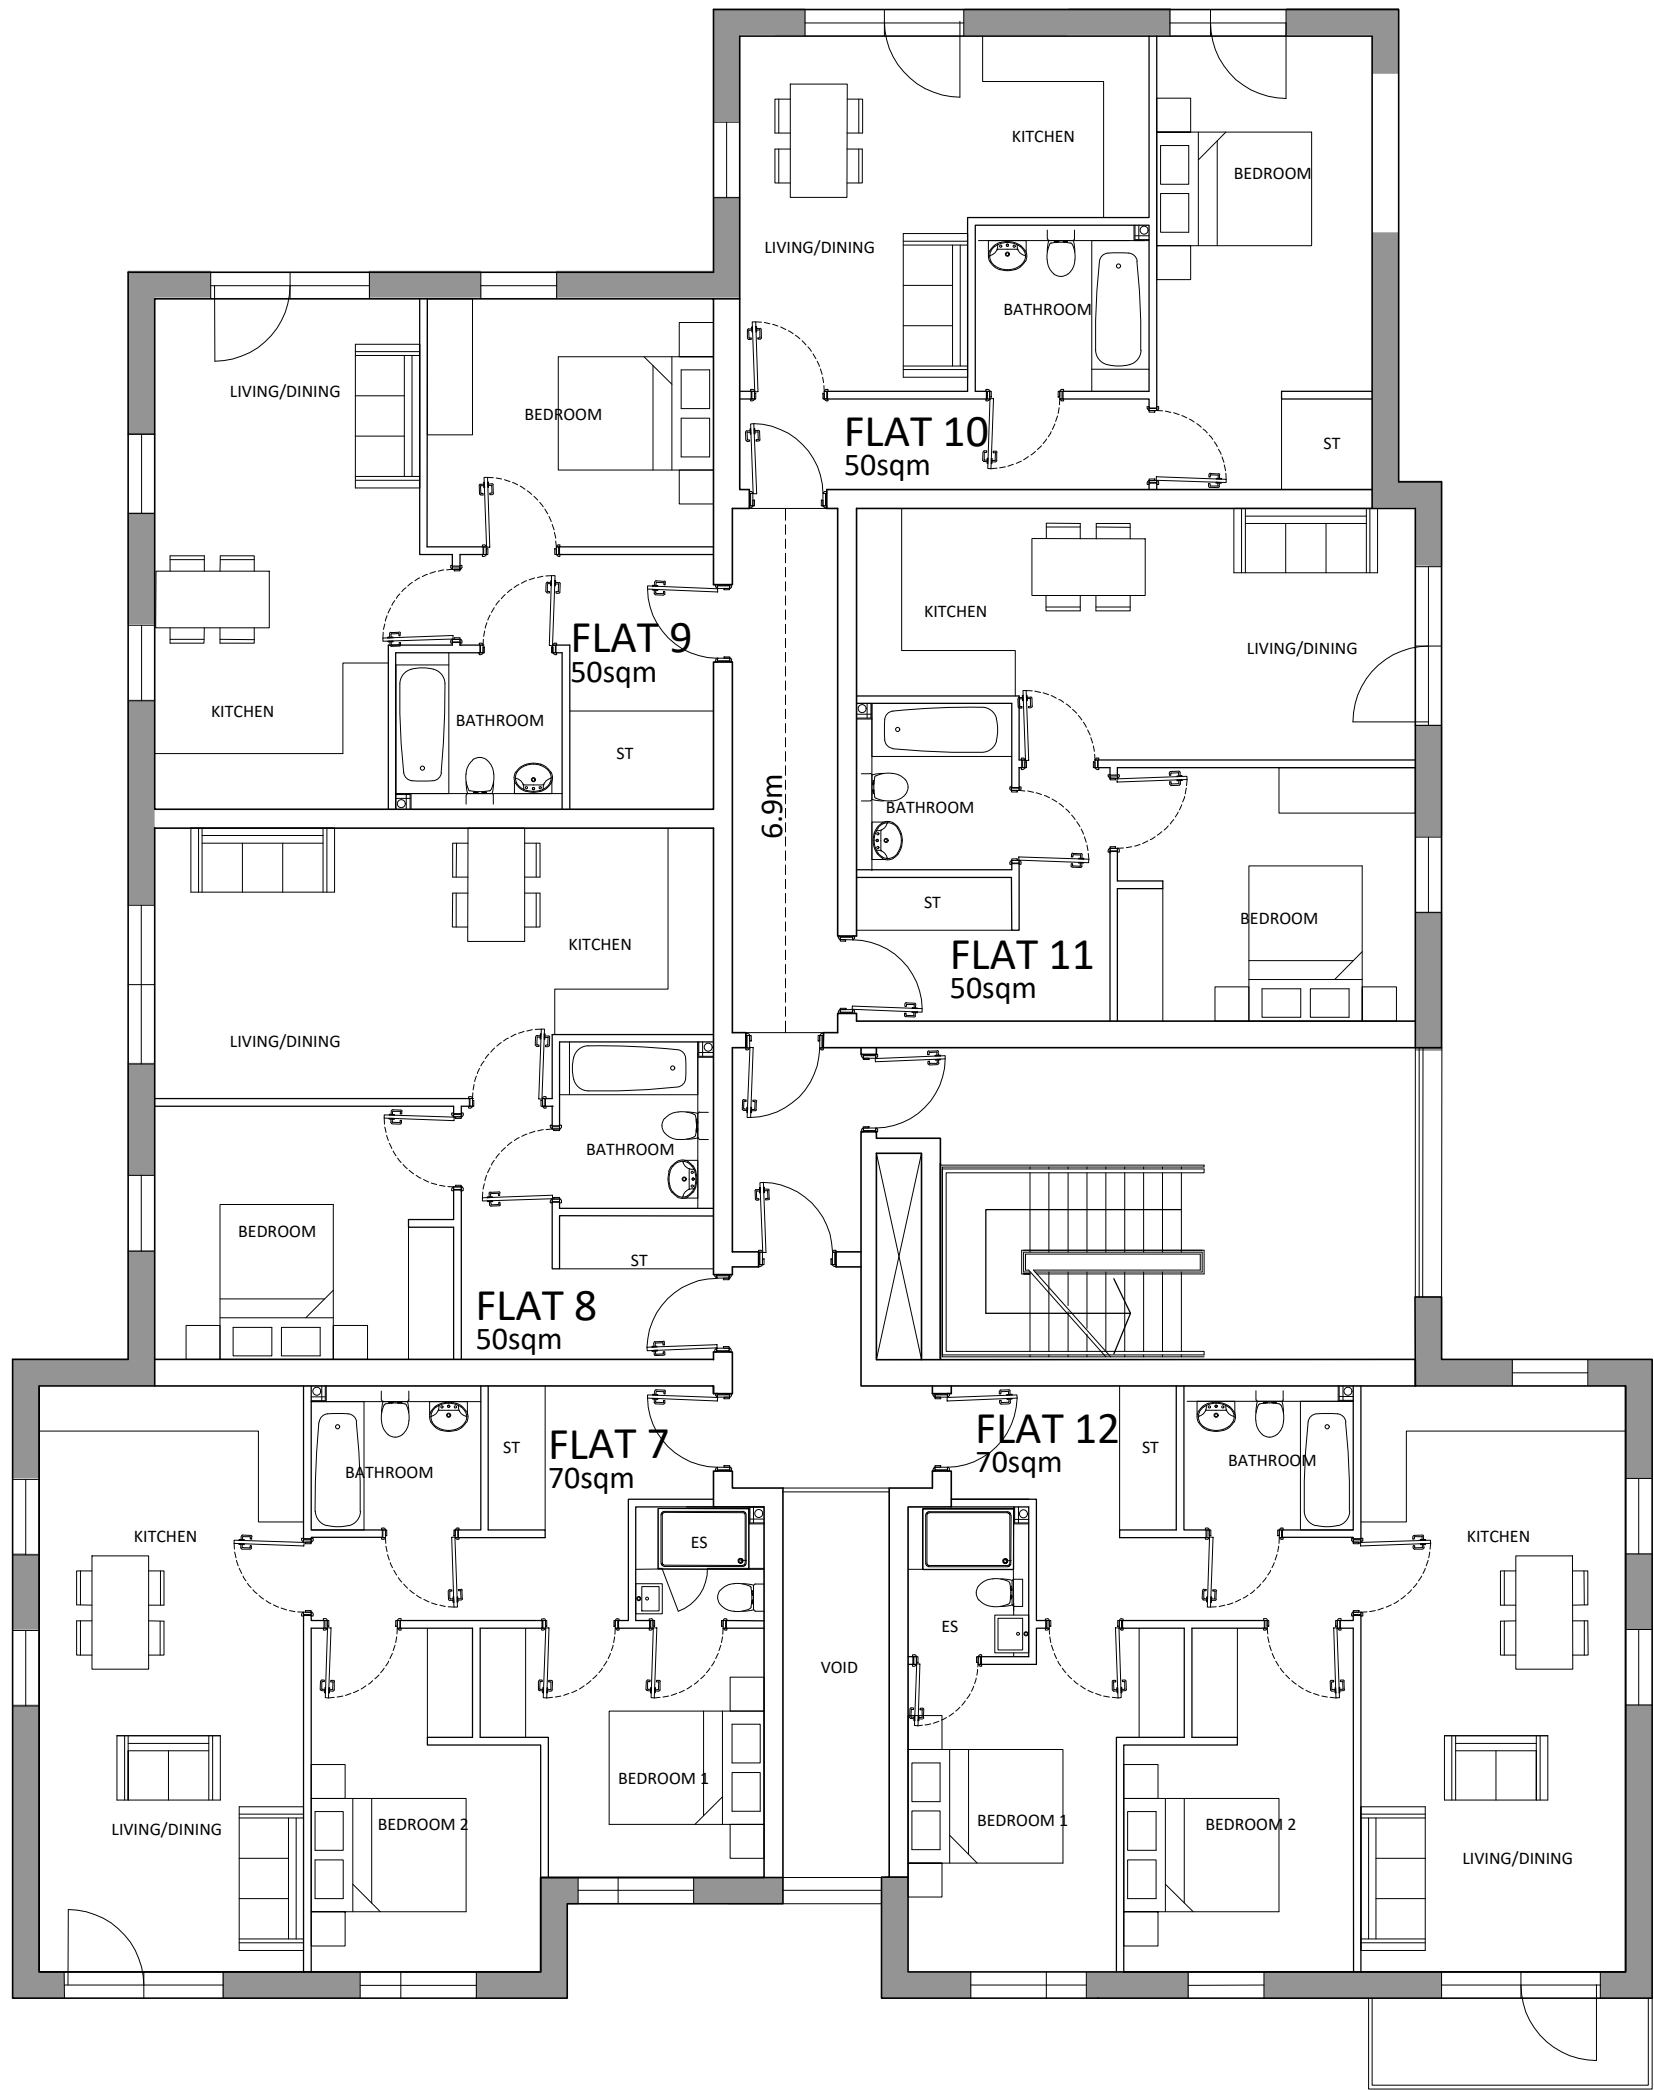 KITCHEN
BEDROOM
LIVING/DINING
BATHROOM
FLAT 10
50sqm
ST
LIVING/DINING
BEDROOM
FLAT 9
50sqm
KITCHEN
BATHROOM
ST
KITCHEN
LIVING/DINING
6.9m
BATHROOM
ST
BEDROOM
FLAT 11
50sqm
KITCHEN
LIVING/DINING
BATHROOM
BEDROOM
ST
FLAT 8
50sqm
FLAT 7
70sqm
ST
BATHROOM
KITCHEN
ES
BEDROOM 1
BEDROOM 2
LIVING/DINING
VOID
FLAT 12
70sqm
ST
BATHROOM
KITCHEN
ES
BEDROOM 1
BEDROOM 2
LIVING/DINING